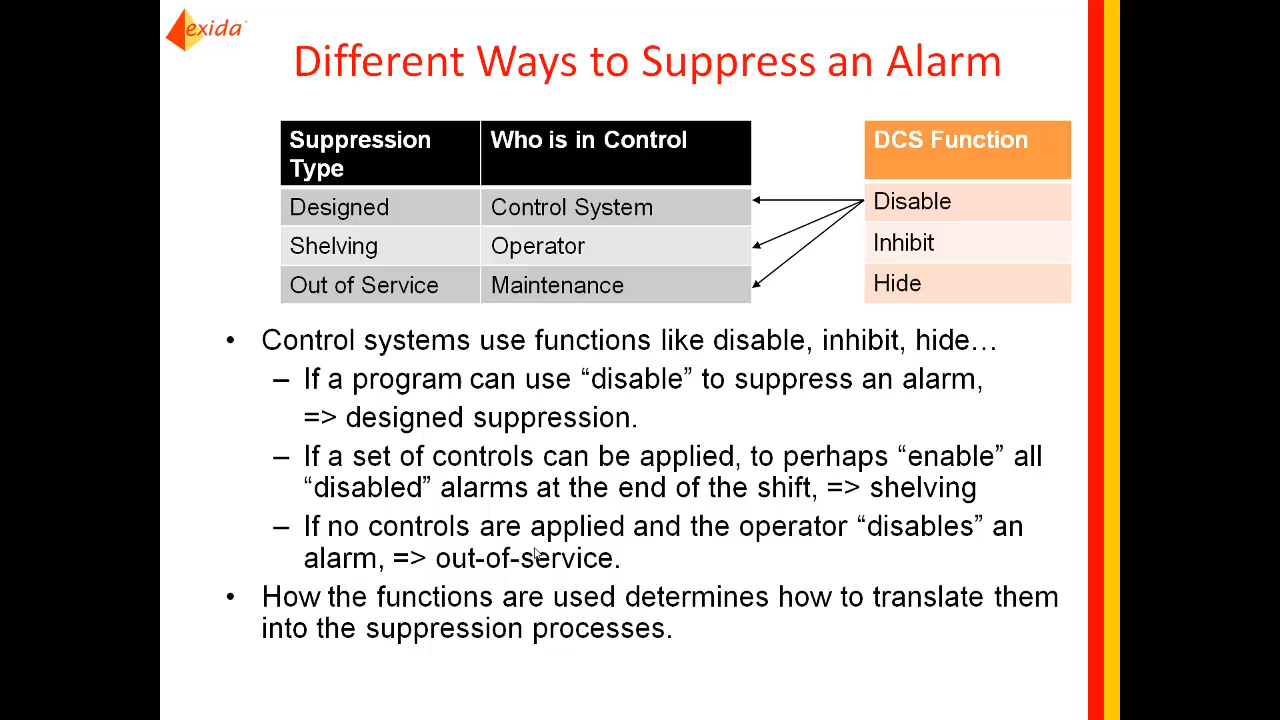 exida
Different Ways to Suppress an Alarm
Suppression Type | Who is in Control
Designed | Control System
Shelving | Operator
Out of Service | Maintenance
DCS Function
Disable
Inhibit
Hide
• Control systems use functions like disable, inhibit, hide…
– If a program can use “disable” to suppress an alarm,
=> designed suppression.
– If a set of controls can be applied, to perhaps “enable” all
“disabled” alarms at the end of the shift, => shelving
– If no controls are applied and the operator “disables” an
alarm, => out-of-service.
• How the functions are used determines how to translate them
into the suppression processes.